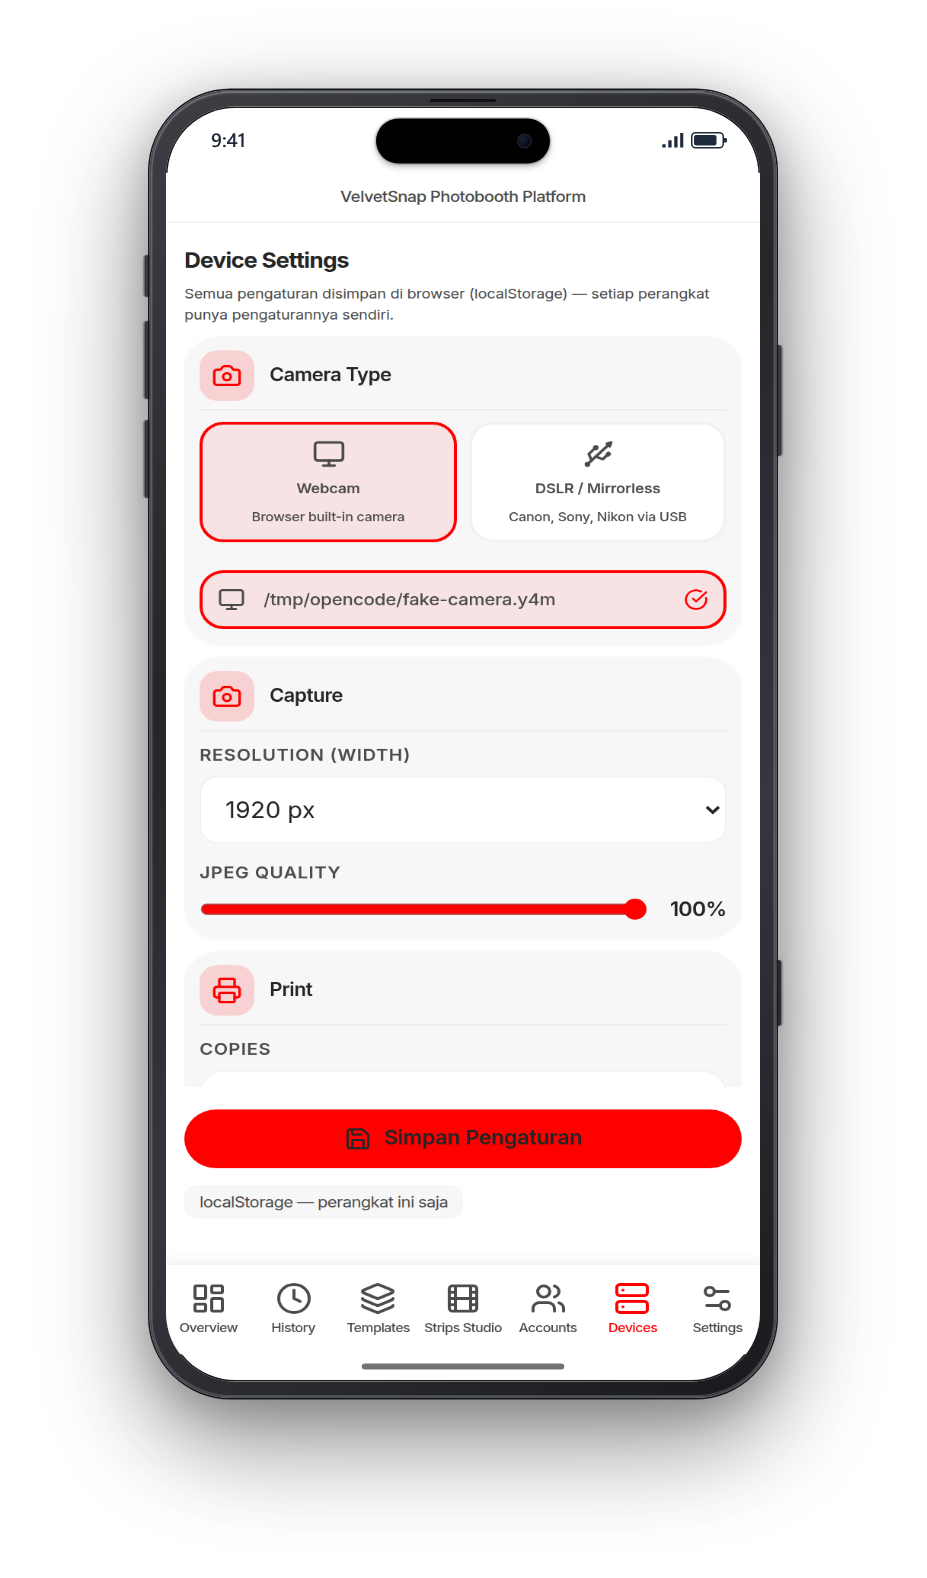 9:41
VelvetSnap Photobooth Platform
Device Settings
Semua pengaturan disimpan di browser (localStorage) — setiap perangkat
punya pengaturannya sendiri.
Camera Type
Webcam
Browser built-in camera
DSLR / Mirrorless
Canon, Sony, Nikon via USB
/tmp/opencode/fake-camera.y4m
Capture
RESOLUTION (WIDTH)
1920 px
JPEG QUALITY
100%
Print
COPIES
Simpan Pengaturan
localStorage — perangkat ini saja
Overview
History
Templates
Strips Studio
Accounts
Devices
Settings